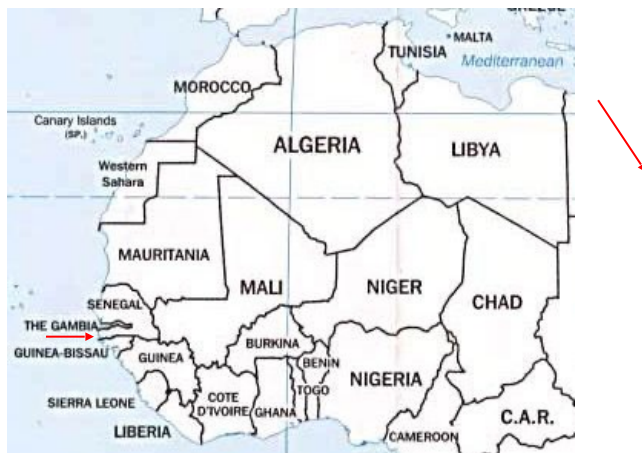 GREECE
TUNISIA
MALTA
Mediterranean
MOROCCO
Canary Islands
(SP.)
ALGERIA
LIBYA
Western
Sahara
MAURITANIA
MALI
NIGER
CHAD
SENEGAL
THE GAMBIA
GUINEA-BISSAU
GUINEA
BURKINA
BENIN
NIGERIA
TOGO
SIERRA LEONE
COTE
D'IVOIRE
GHANA
LIBERIA
CAMEROON
C.A.R.